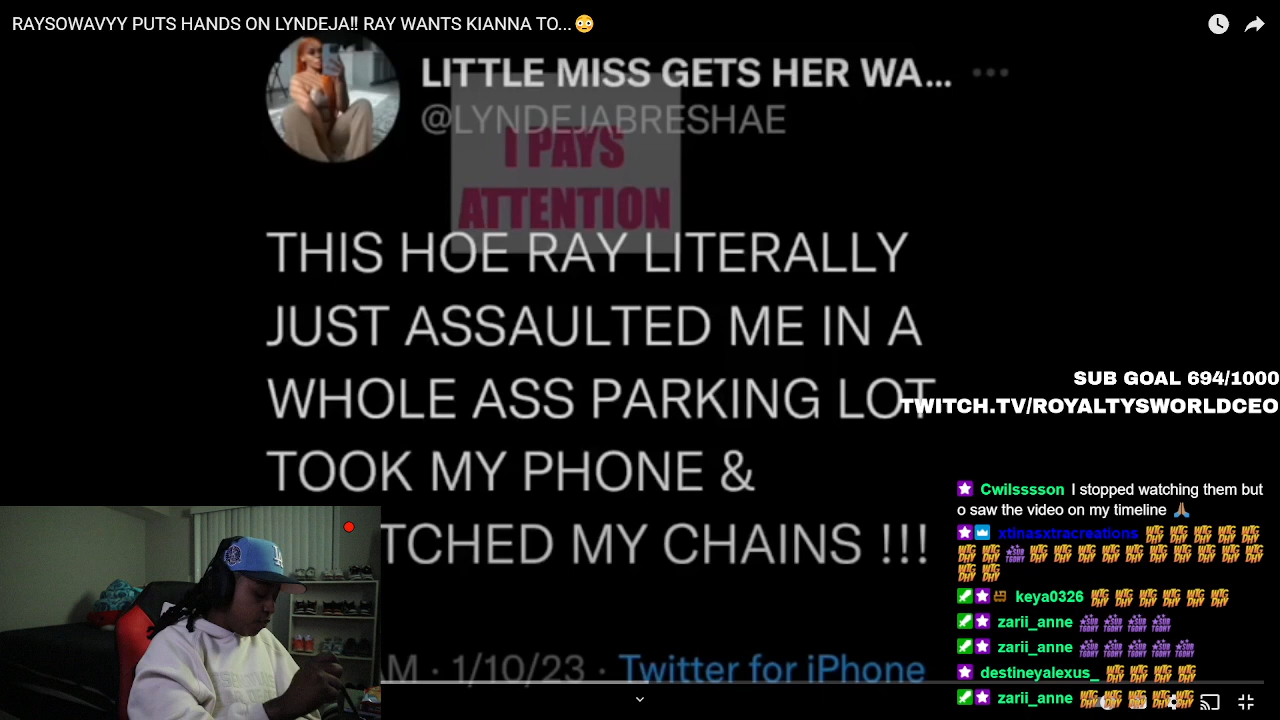 RAYSOWAVYY PUTS HANDS ON LYNDEJA‼ RAY WANTS KIANNA TO...😳
LITTLE MISS GETS HER WA...
@LYNDEJABRESHAE
I PAYS
ATTENTION
THIS HOE RAY LITERALLY
JUST ASSAULTED ME IN A
WHOLE ASS PARKING LOT
TOOK MY PHONE &
TCHED MY CHAINS !!!
M · 1/10/23 · Twitter for iPhone
SUB GOAL 694/1000
TWITCH.TV/ROYALTYSWORLDCEO
Cwilsssson I stopped watching them but
o saw the video on my timeline 🙏🏽
xtinasxtracreations
keya0326
zarii_anne
zarii_anne
destineyalexus_
zarii_anne